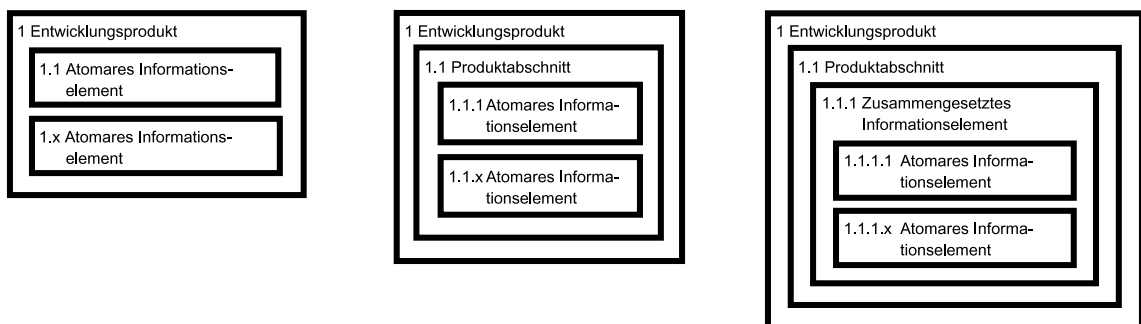 1 Entwicklungsprodukt
1.1 Atomares Informations-
element
1.x Atomares Informations-
element
1 Entwicklungsprodukt
1.1 Produktabschnitt
1.1.1 Atomares Informa-
tionselement
1.1.x Atomares Informa-
tionselement
1 Entwicklungsprodukt
1.1 Produktabschnitt
1.1.1 Zusammengesetztes
Informationselement
1.1.1.1 Atomares Informa-
tionselement
1.1.1.x Atomares Informa-
tionselement